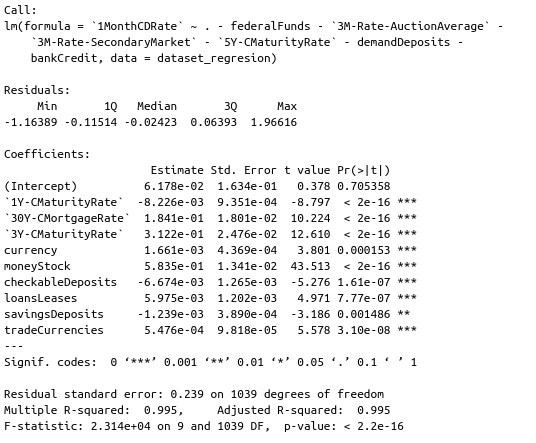 Call:
lm(formula = `1MonthCDRate` ~ . - federalFunds - `3M-Rate-AuctionAverage` -
    `3M-Rate-SecondaryMarket` - `5Y-CMaturityRate` - demandDeposits -
    bankCredit, data = dataset_regresion)

Residuals:
     Min       1Q   Median       3Q      Max
-1.16389 -0.11514 -0.02423  0.06393  1.96616

Coefficients:
                      Estimate Std. Error t value Pr(>|t|)
(Intercept)          6.178e-02  1.634e-01   0.378 0.705358
`1Y-CMaturityRate`  -8.226e-03  9.351e-04  -8.797  < 2e-16 ***
`30Y-CMortgageRate`  1.841e-01  1.801e-02  10.224  < 2e-16 ***
`3Y-CMaturityRate`   3.122e-01  2.476e-02  12.610  < 2e-16 ***
currency             1.661e-03  4.369e-04   3.801 0.000153 ***
moneyStock           5.835e-01  1.341e-02  43.513  < 2e-16 ***
checkableDeposits   -6.674e-03  1.265e-03  -5.276 1.61e-07 ***
loansLeases          5.975e-03  1.202e-03   4.971 7.77e-07 ***
savingsDeposits     -1.239e-03  3.890e-04  -3.186 0.001486 **
tradeCurrencies      5.476e-04  9.818e-05   5.578 3.10e-08 ***
---
Signif. codes:  0 ‘***’ 0.001 ‘**’ 0.01 ‘*’ 0.05 ‘.’ 0.1 ‘ ’ 1

Residual standard error: 0.239 on 1039 degrees of freedom
Multiple R-squared:  0.995,	Adjusted R-squared:  0.995
F-statistic: 2.314e+04 on 9 and 1039 DF,  p-value: < 2.2e-16